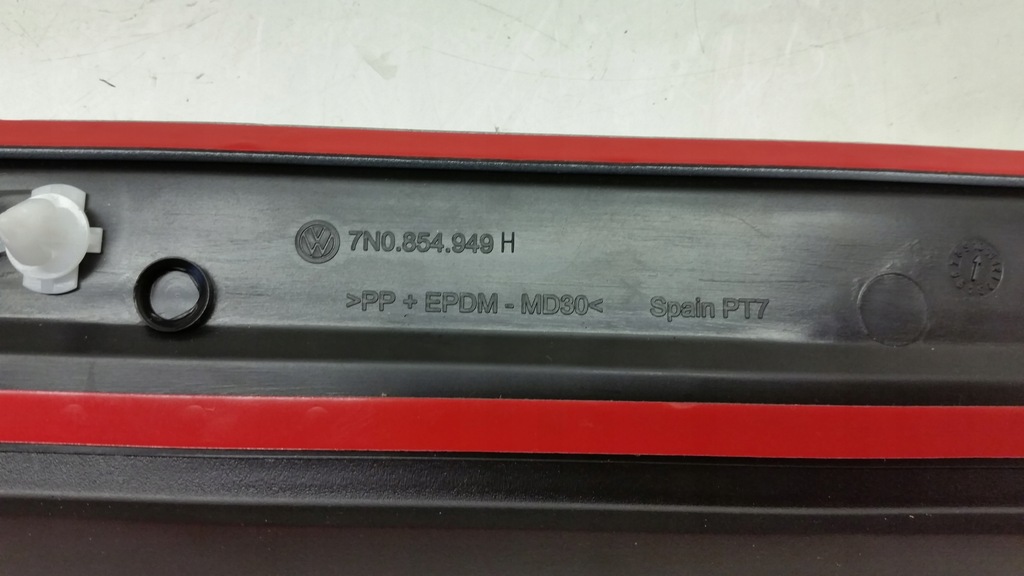 7N0.854.949 H
>PP + EPDM - MD30<
Spain PT7